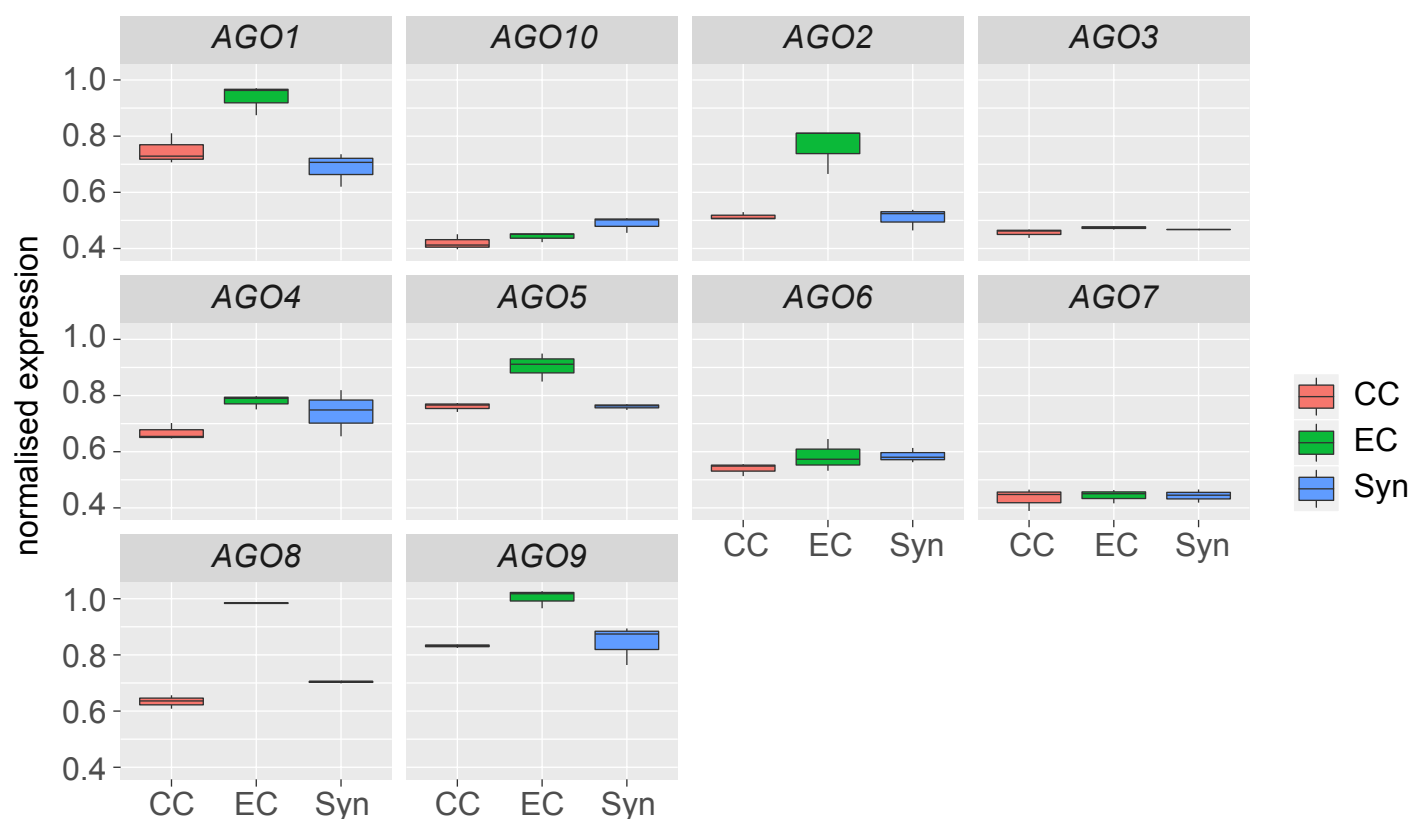 AGO1 AGO10 AGO2 AGO3
1.0
0.8
0.6
0.4
AGO4 AGO5 AGO6 AGO7
1.0
0.8
0.6
0.4
CC EC Syn CC EC Syn
AGO8 AGO9
1.0
0.8
0.6
0.4
CC EC Syn CC EC Syn
normalised expression
CC
EC
Syn